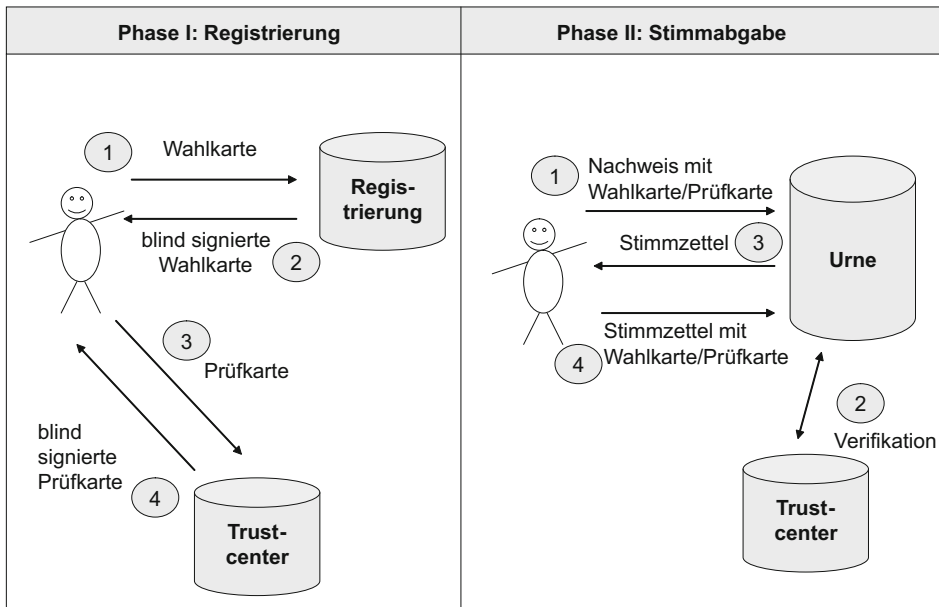 Phase I: Registrierung
1
Wahlkarte
Regis-
trierung
blind signierte
Wahlkarte
2
3
Prüfkarte
blind
signierte
Prüfkarte
4
Trust-
center
Phase II: Stimmabgabe
1
Nachweis mit
Wahlkarte/Prüfkarte
Stimmzettel
3
Urne
Stimmzettel mit
Wahlkarte/Prüfkarte
4
2
Verifikation
Trust-
center